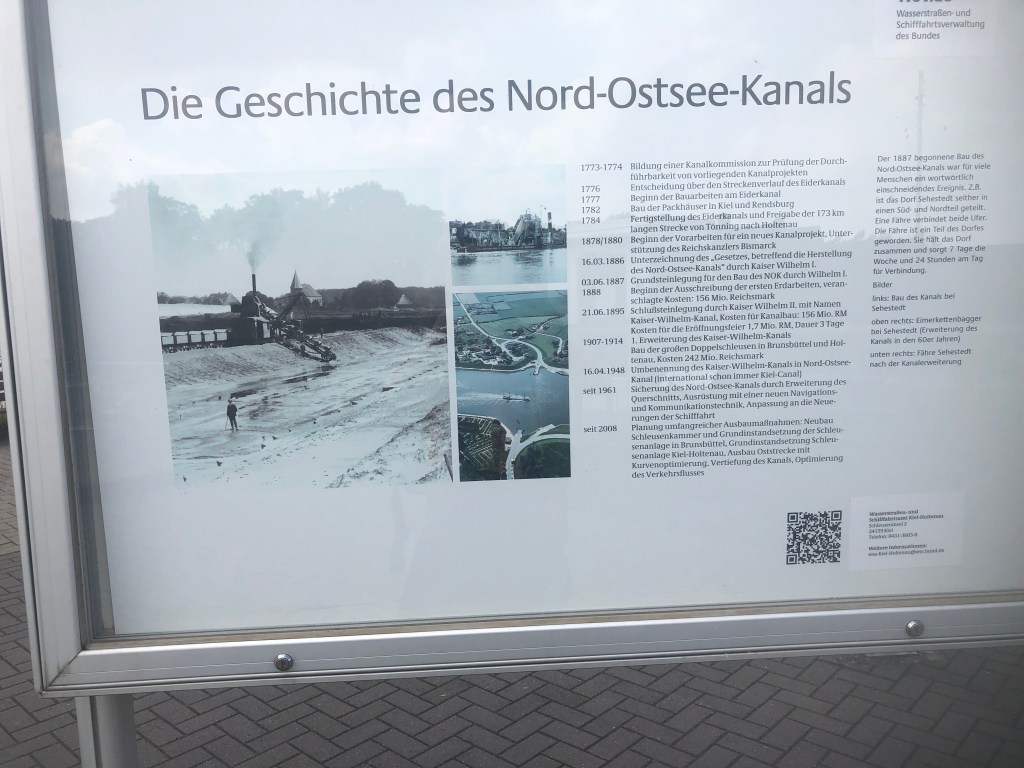 Wasserstraßen- und
Schifffahrtsverwaltung
des Bundes
Die Geschichte des Nord-Ostsee-Kanals
1773-1774 Bildung einer Kanalkommission zur Prüfung der Durch-
führbarkeit von vorliegenden Kanalprojekten
1776 Entscheidung über den Streckenverlauf des Eiderkanals
1777 Beginn der Bauarbeiten am Eiderkanal
1782 Bau der Packhäuser in Kiel und Rendsburg
1784 Fertigstellung des Eiderkanals und Freigabe der 173 km
langen Strecke von Tönning nach Holtenau
1878/1880 Beginn der Vorarbeiten für ein neues Kanalprojekt, Unter-
stützung des Reichskanzlers Bismarck
16.03.1886 Unterzeichnung des „Gesetzes, betreffend die Herstellung
des Nord-Ostsee-Kanals“ durch Kaiser Wilhelm I.
03.06.1887 Grundsteinlegung für den Bau des NOK durch Wilhelm I.
1888 Beginn der Ausschreibung der ersten Erdarbeiten, veran-
schlagte Kosten: 156 Mio. Reichsmark
21.06.1895 Schlußsteinlegung durch Kaiser Wilhelm II. mit Namen
Kaiser-Wilhelm-Kanal, Kosten für Kanalbau: 156 Mio. RM
Kosten für die Eröffnungsfeier 1,7 Mio. RM, Dauer 3 Tage
1907-1914 1. Erweiterung des Kaiser-Wilhelm-Kanals
Bau der großen Doppelschleusen in Brunsbüttel und Hol-
tenau, Kosten 242 Mio. Reichsmark
16.04.1948 Umbenennung des Kaiser-Wilhelm-Kanals in Nord-Ostsee-
Kanal (international schon immer Kiel-Canal)
seit 1961 Sicherung des Nord-Ostsee-Kanals durch Erweiterung des
Querschnitts, Ausrüstung mit einer neuen Navigations-
und Kommunikationstechnik, Anpassung an die Neue-
rungen der Schifffahrt
seit 2008 Planung umfangreicher Ausbaumaßnahmen: Neubau
Schleusenkammer und Grundinstandsetzung der Schleu-
senanlage in Brunsbüttel, Grundinstandsetzung Schleu-
senanlage Kiel-Holtenau, Ausbau Oststrecke mit
Kurvenoptimierung, Vertiefung des Kanals, Optimierung
des Verkehrsflusses
Der 1887 begonnene Bau des
Nord-Ostsee-Kanals war für viele
Menschen ein wortwörtlich
einschneidendes Ereignis. Z.B.
ist das Dorf Sehestedt seither in
einen Süd- und Nordteil geteilt.
Eine Fähre verbindet beide Ufer.
Die Fähre ist ein Teil des Dorfes
geworden. Sie hält das Dorf
zusammen und sorgt 7 Tage die
Woche und 24 Stunden am Tag
für Verbindung.
Bilder
links: Bau des Kanals bei
Sehestedt
oben rechts: Eimerkettenbagger
bei Sehestedt (Erweiterung des
Kanals in den 60er Jahren)
unten rechts: Fähre Sehestedt
nach der Kanalerweiterung
Wasserstraßen- und
Schifffahrtsamt Kiel-Holtenau
Schleuseninsel 2
24159 Kiel
Weitere Informationen: